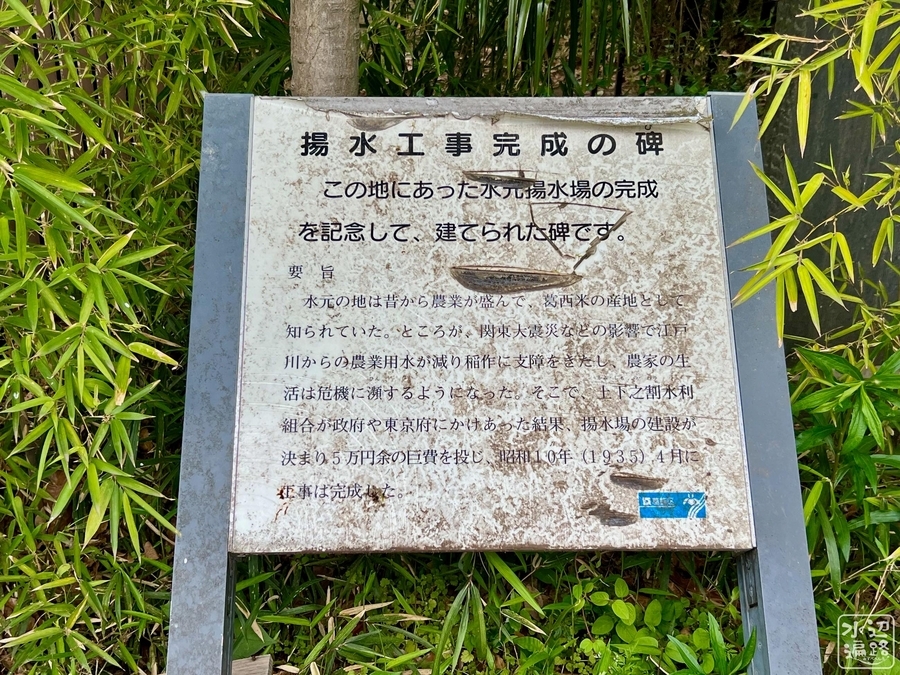 揚水工事完成の碑
この地にあった水元揚水場の完成
を記念して、建てられた碑です。
要 旨
水元の地は昔から農業が盛んで、葛西米の産地として
知られていた。ところが、関東大震災などの影響で江戸
川からの農業用水が減り稲作に支障をきたし、農家の生
活は危機に瀕するようになった。そこで、上下之割水利
組合が政府や東京府にかけあった結果、揚水場の建設が
決まり5万円余の巨費を投じ、昭和10年（1935）4月に
工事は完成した。
水辺
遍路